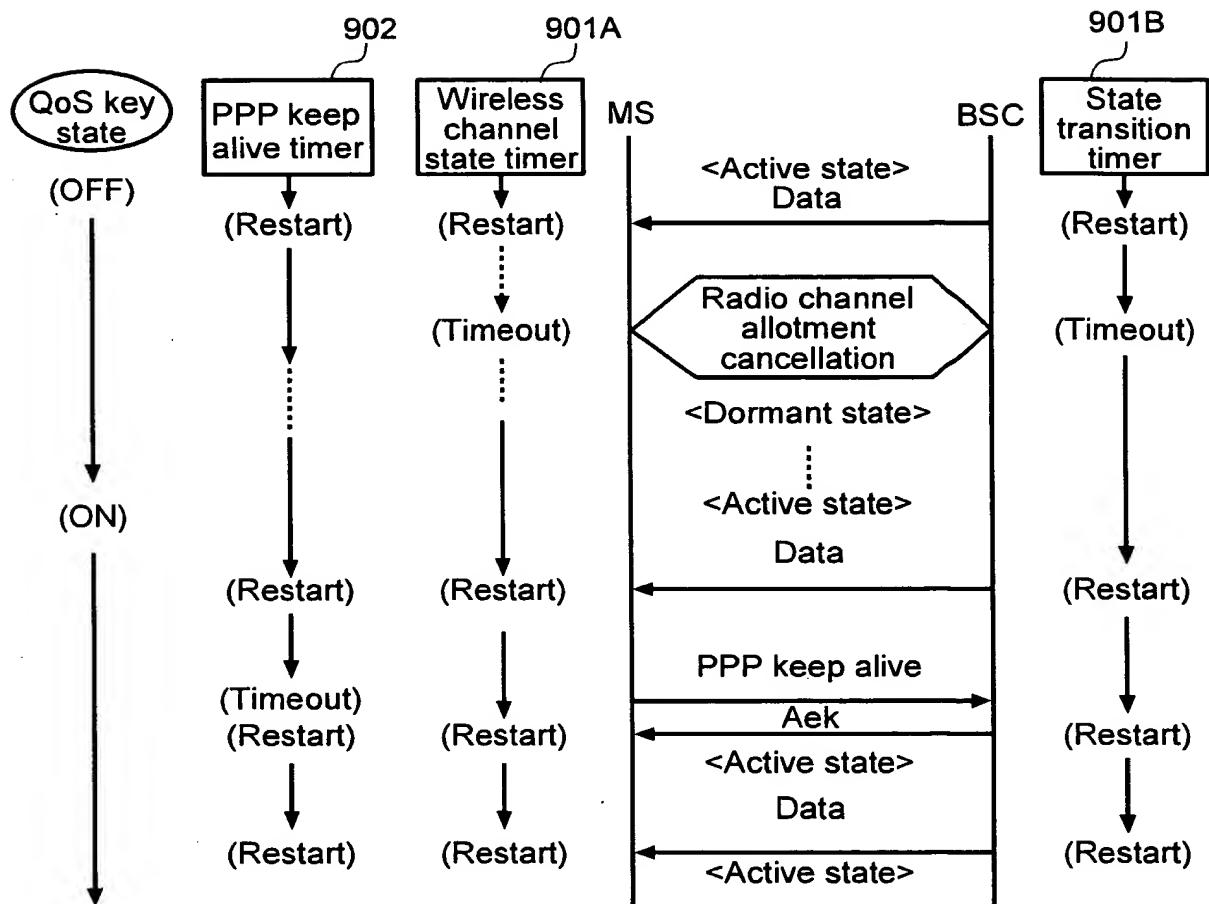 902
901A
901B
QoS key
state
PPP keep
alive timer
Wireless
channel
state timer
MS
BSC
State
transition
timer
(OFF)
<Active state>
Data
(Restart)
(Restart)
(Restart)
(Timeout)
Radio channel
allotment
cancellation
(Timeout)
<Dormant state>
(ON)
<Active state>
Data
(Restart)
(Restart)
(Restart)
PPP keep alive
(Timeout)
Aek
(Restart)
(Restart)
(Restart)
<Active state>
Data
(Restart)
(Restart)
(Restart)
<Active state>